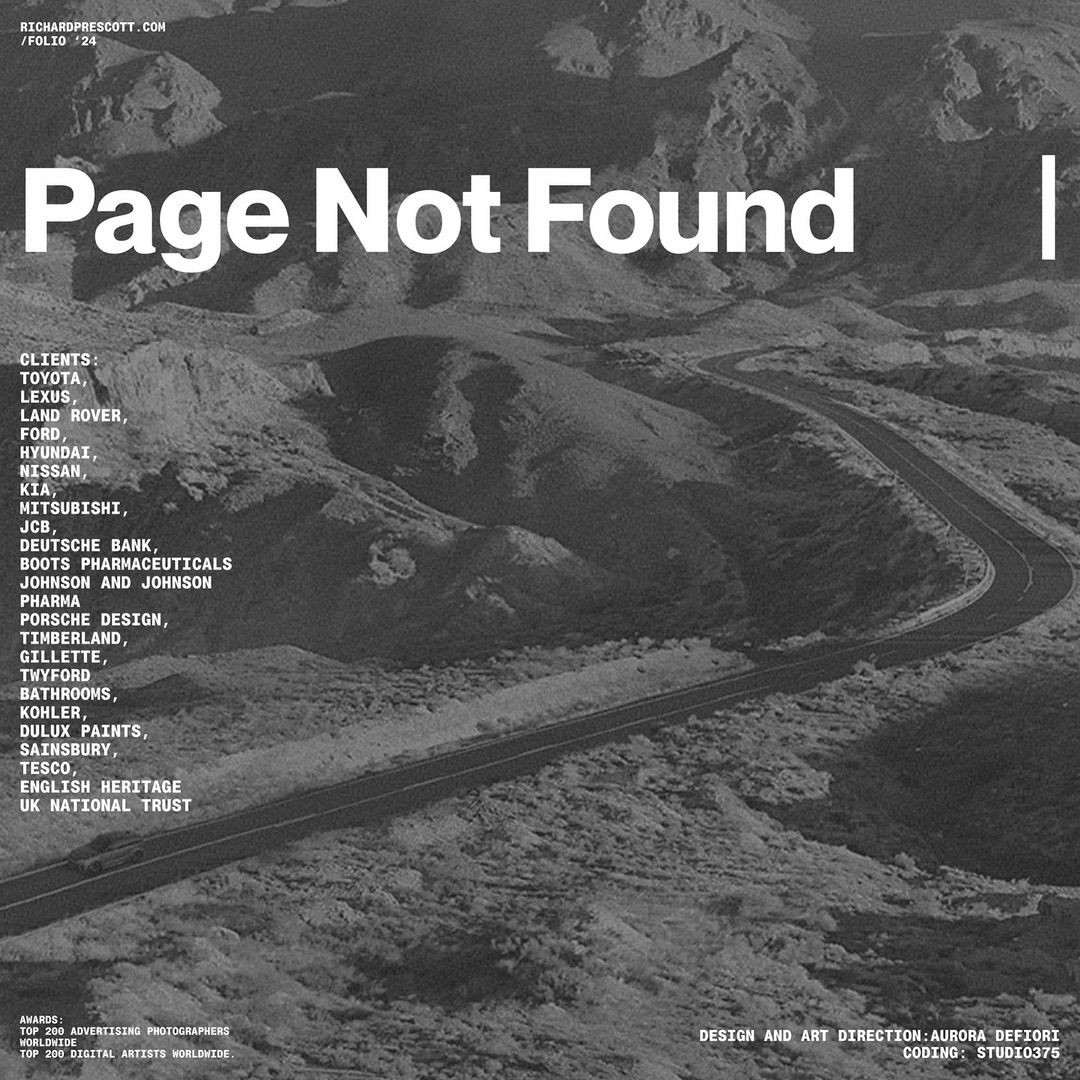 RICHARDPRESCOTT.COM
/FOLIO ‘24
Page Not Found |
CLIENTS:
TOYOTA,
LEXUS,
LAND ROVER,
FORD,
HYUNDAI,
NISSAN,
KIA,
MITSUBISHI,
JCB,
DEUTSCHE BANK,
BOOTS PHARMACEUTICALS
JOHNSON AND JOHNSON
PHARMA
PORSCHE DESIGN,
TIMBERLAND,
GILLETTE,
TWYFORD
BATHROOMS,
KOHLER,
DULUX PAINTS,
SAINSBURY,
TESCO,
ENGLISH HERITAGE
UK NATIONAL TRUST
AWARDS:
TOP 200 ADVERTISING PHOTOGRAPHERS
WORLDWIDE
TOP 200 DIGITAL ARTISTS WORLDWIDE.
DESIGN AND ART DIRECTION:AURORA DEFIORI
CODING: STUDIO375